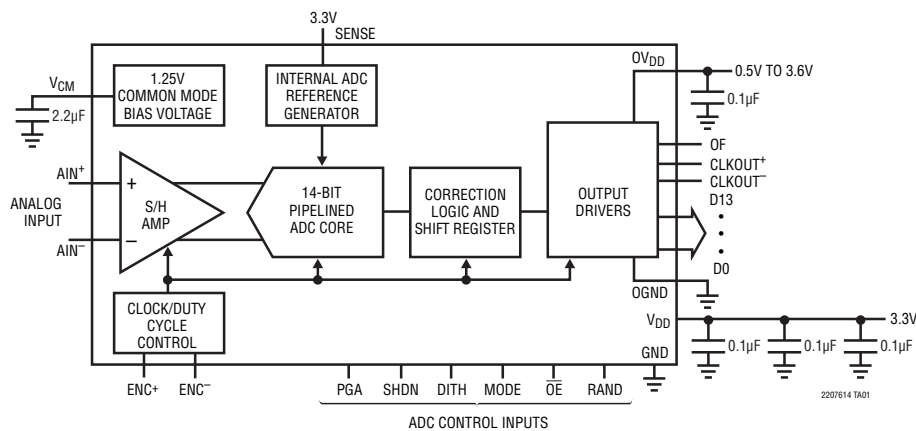 3.3V
SENSE
OVDD
0.5V TO 3.6V
0.1µF
VCM
2.2µF
1.25V
COMMON MODE
BIAS VOLTAGE
INTERNAL ADC
REFERENCE
GENERATOR
OF
CLKOUT+
CLKOUT−
D13
D0
AIN+
ANALOG
INPUT
AIN−
+
S/H
AMP
−
14-BIT
PIPELINED
ADC CORE
CORRECTION
LOGIC AND
SHIFT REGISTER
OUTPUT
DRIVERS
OGND
CLOCK/DUTY
CYCLE
CONTROL
VDD
3.3V
GND
0.1µF
0.1µF
0.1µF
ENC+
ENC−
PGA
SHDN
DITH
MODE
O̅E̅
RAND
ADC CONTROL INPUTS
2207614 TA01